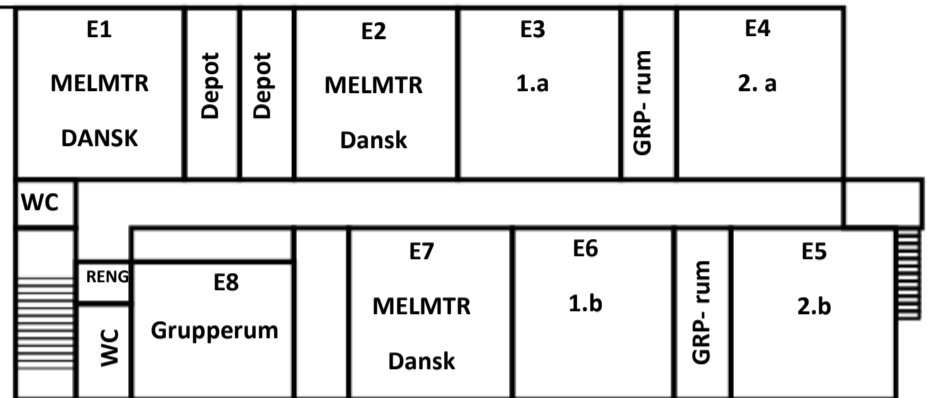 E1
MELMTR
DANSK
Depot
Depot
E2
MELMTR
Dansk
E3
1.a
GRP- rum
E4
2. a
WC
RENG
WC
E8
Grupperum
E7
MELMTR
Dansk
E6
1.b
GRP- rum
E5
2.b